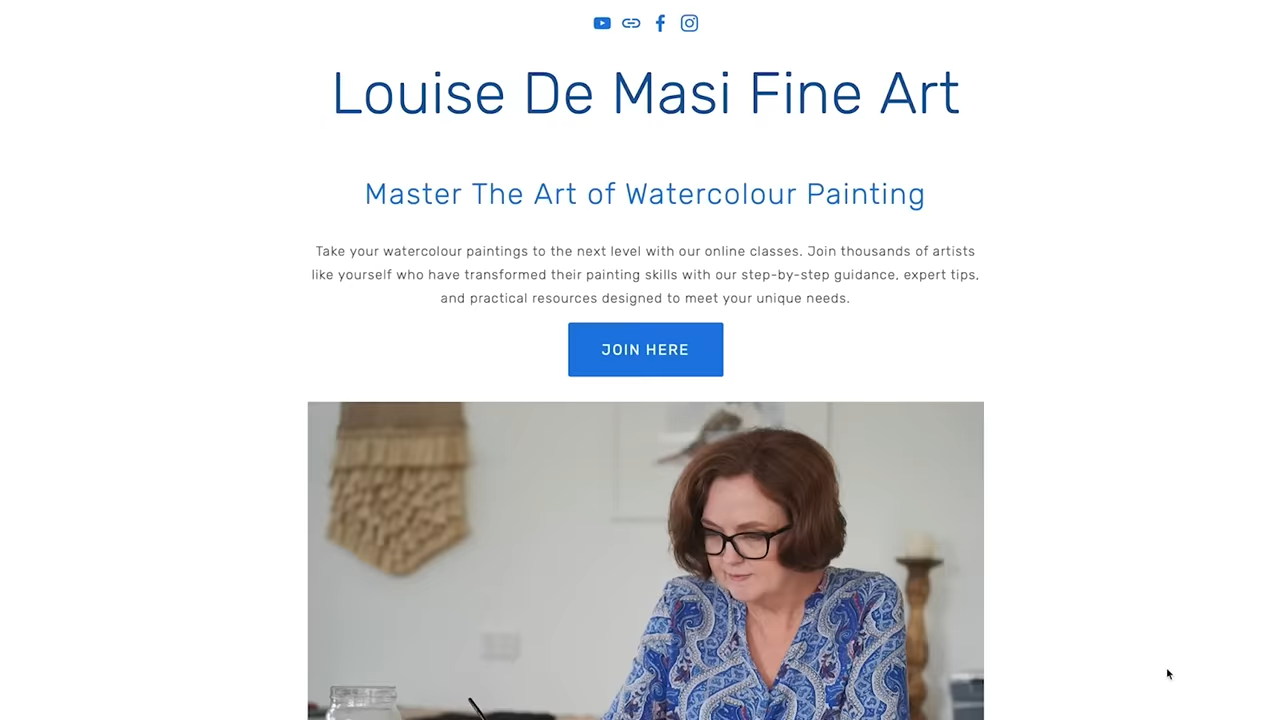 Louise De Masi Fine Art
Master The Art of Watercolour Painting
Take your watercolour paintings to the next level with our online classes. Join thousands of artists
like yourself who have transformed their painting skills with our step-by-step guidance, expert tips,
and practical resources designed to meet your unique needs.
JOIN HERE